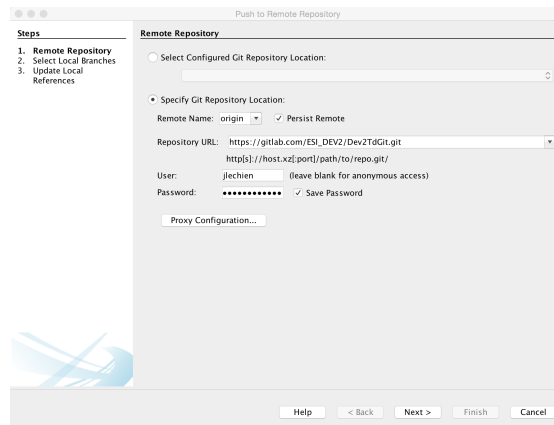 Push to Remote Repository
Steps
1. Remote Repository
2. Select Local Branches
3. Update Local
References
Remote Repository
Select Configured Git Repository Location:
Specify Git Repository Location:
Remote Name: origin Persist Remote
Repository URL: https://gitlab.com/ESI_DEV2/Dev2TdGit.git
http[s]://host.xz[:port]/path/to/repo.git/
User: jlechien (leave blank for anonymous access)
Password: ●●●●●●●●●●●● Save Password
Proxy Configuration...
Help < Back Next > Finish Cancel